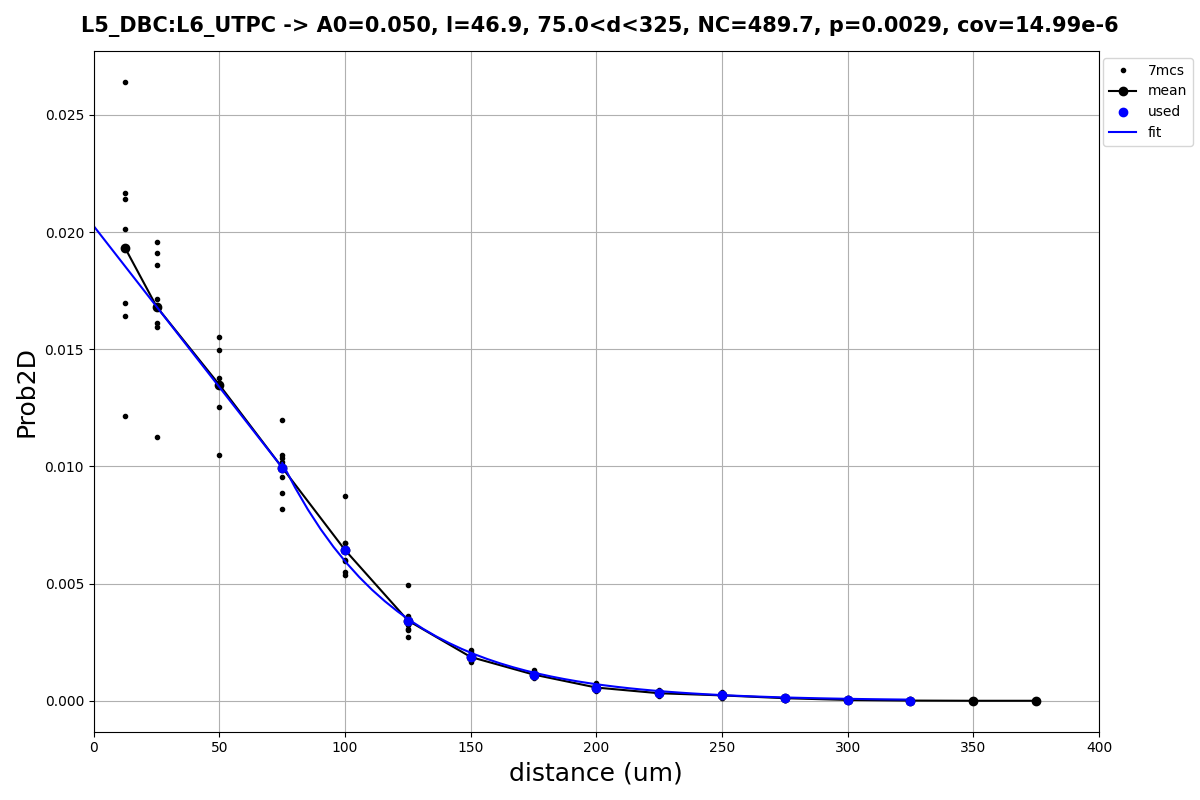 L5_DBC:L6_UTPC -> A0=0.050, l=46.9, 75.0<d<325, NC=489.7, p=0.0029, cov=14.99e-6
7mcs
mean
used
fit
0.025
0.020
0.015
0.010
0.005
0.000
Prob2D
0 50 100 150 200 250 300 350 400
distance (um)